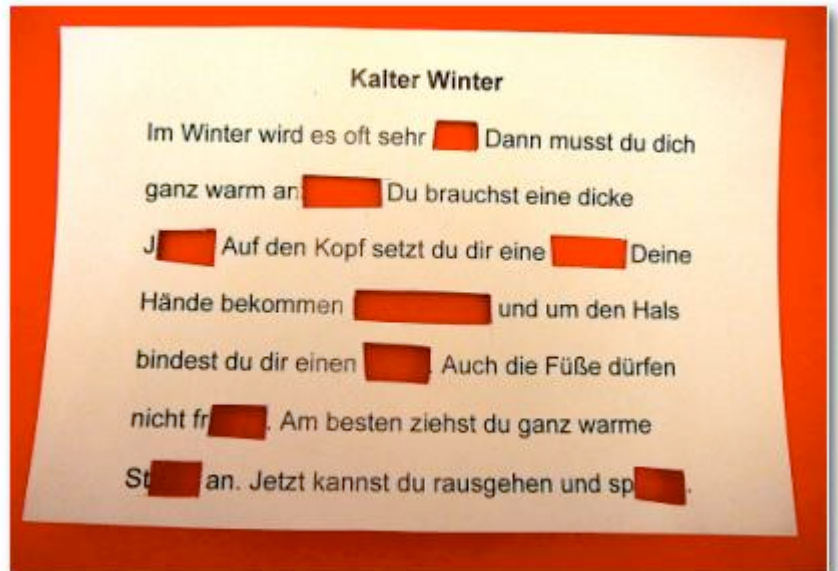 Kalter Winter
Im Winter wird es oft sehr Dann musst du dich
ganz warm an Du brauchst eine dicke
J Auf den Kopf setzt du dir eine Deine
Hände bekommen und um den Hals
bindest du dir einen . Auch die Füße dürfen
nicht fr . Am besten ziehst du ganz warme
St an. Jetzt kannst du rausgehen und sp .